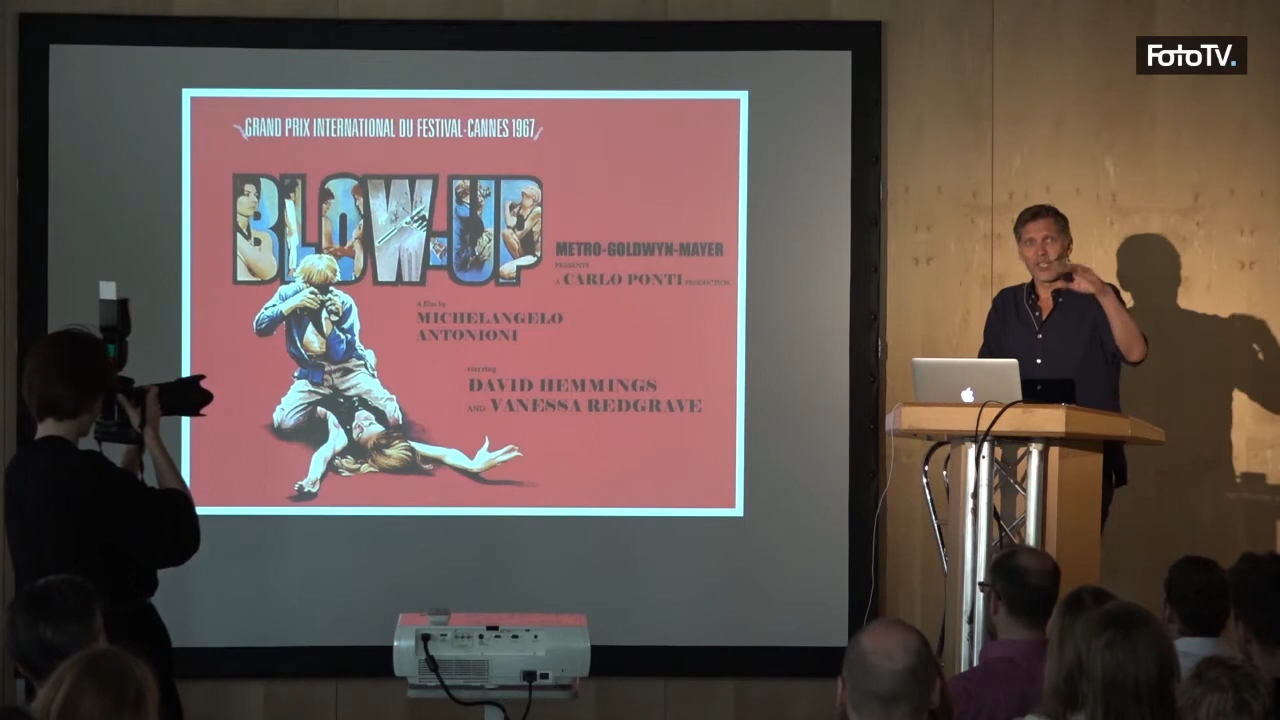 FotoTV.
GRAND PRIX INTERNATIONAL DU FESTIVAL-CANNES 1967
BLOW-UP
METRO-GOLDWYN-MAYER
PRESENTS
A CARLO PONTI PRODUCTION
A film by
MICHELANGELO
ANTONIONI
starring
DAVID HEMMINGS
AND VANESSA REDGRAVE